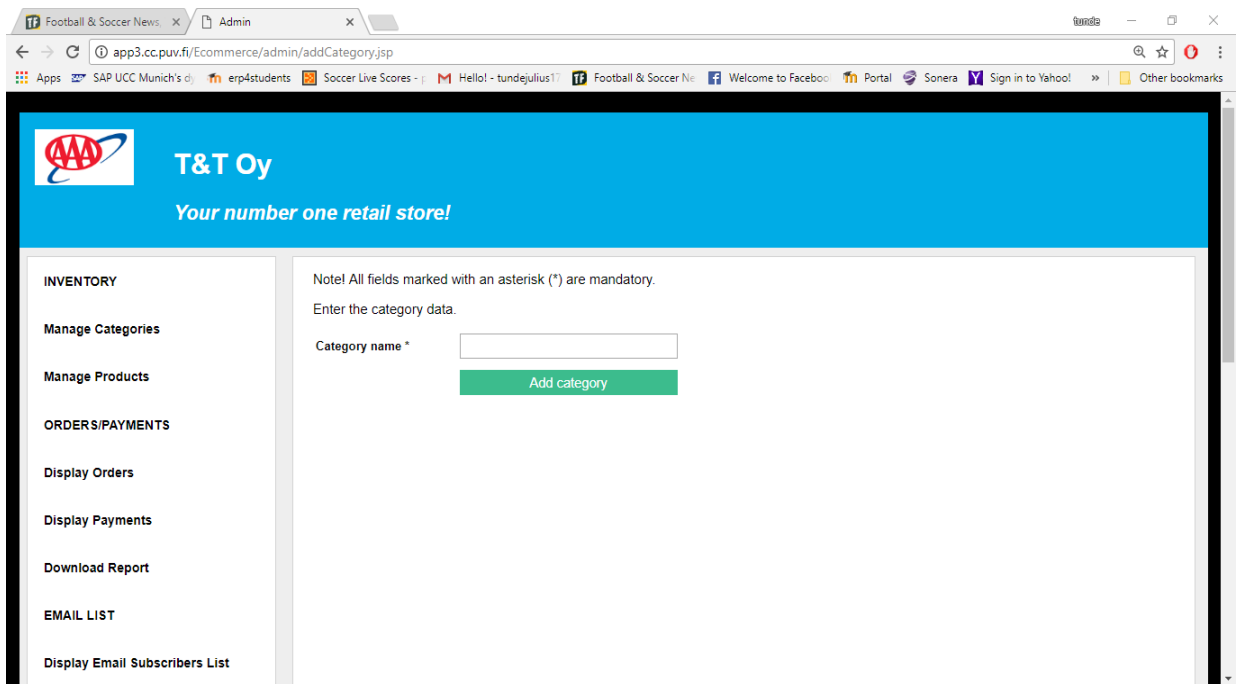 Football & Soccer News,
Admin
tunde
app3.cc.puv.fi/Ecommerce/admin/addCategory.jsp
Apps SAP UCC Munich's dy erp4students Soccer Live Scores - p Hello! - tundejulius17 Football & Soccer Ne Welcome to Faceboo Portal Sonera Sign in to Yahoo! » Other bookmarks
AAA
T&T Oy
Your number one retail store!
INVENTORY
Manage Categories
Manage Products
ORDERS/PAYMENTS
Display Orders
Display Payments
Download Report
EMAIL LIST
Display Email Subscribers List
Note! All fields marked with an asterisk (*) are mandatory.
Enter the category data.
Category name *
Add category